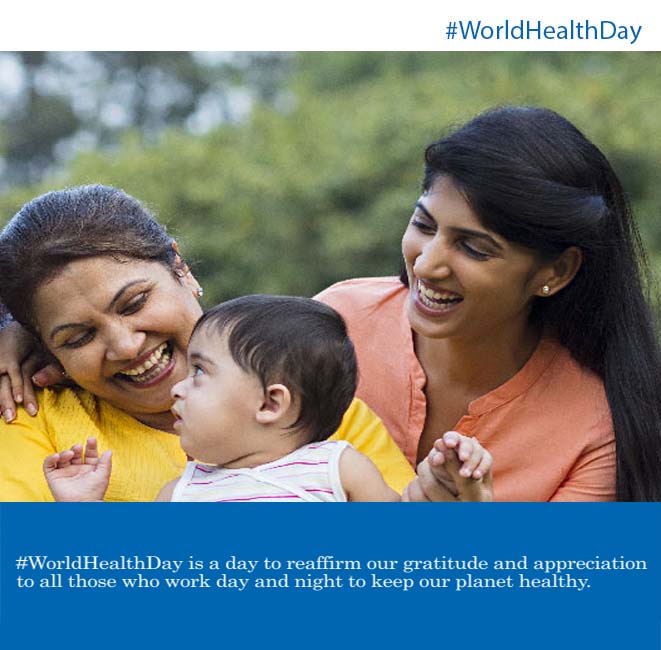 #WorldHealthDay
#WorldHealthDay is a day to reaffirm our gratitude and appreciation
to all those who work day and night to keep our planet healthy.